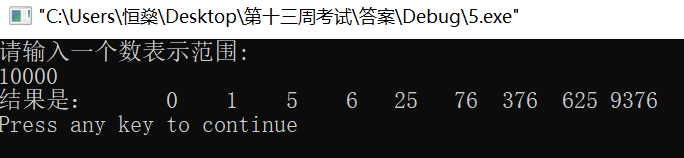 "C:\Users\恒燊\Desktop\第十三周考试\答案\Debug\5.exe"
请输入一个数表示范围:
10000
结果是: 0 1 5 6 25 76 376 625 9376
Press any key to continue